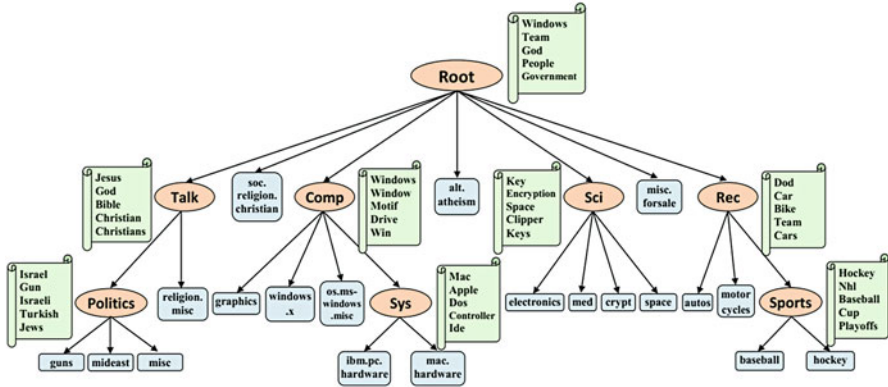 Windows
Team
God
People
Government
Root
Jesus
God
Bible
Christian
Christians
Talk
soc.
religion.
christian
Comp
Windows
Window
Motif
Drive
Win
alt.
atheism
Key
Encryption
Space
Clipper
Keys
Sci
misc.
forsale
Rec
Dod
Car
Bike
Team
Cars
Israel
Gun
Israeli
Turkish
Jews
Politics
religion.
misc
graphics
windows
.x
os.ms-
windows
.misc
Sys
Mac
Apple
Dos
Controller
Ide
electronics
med
crypt
space
autos
motor
cycles
Sports
Hockey
Nhl
Baseball
Cup
Playoffs
guns
mideast
misc
ibm.pc.
hardware
mac.
hardware
baseball
hockey